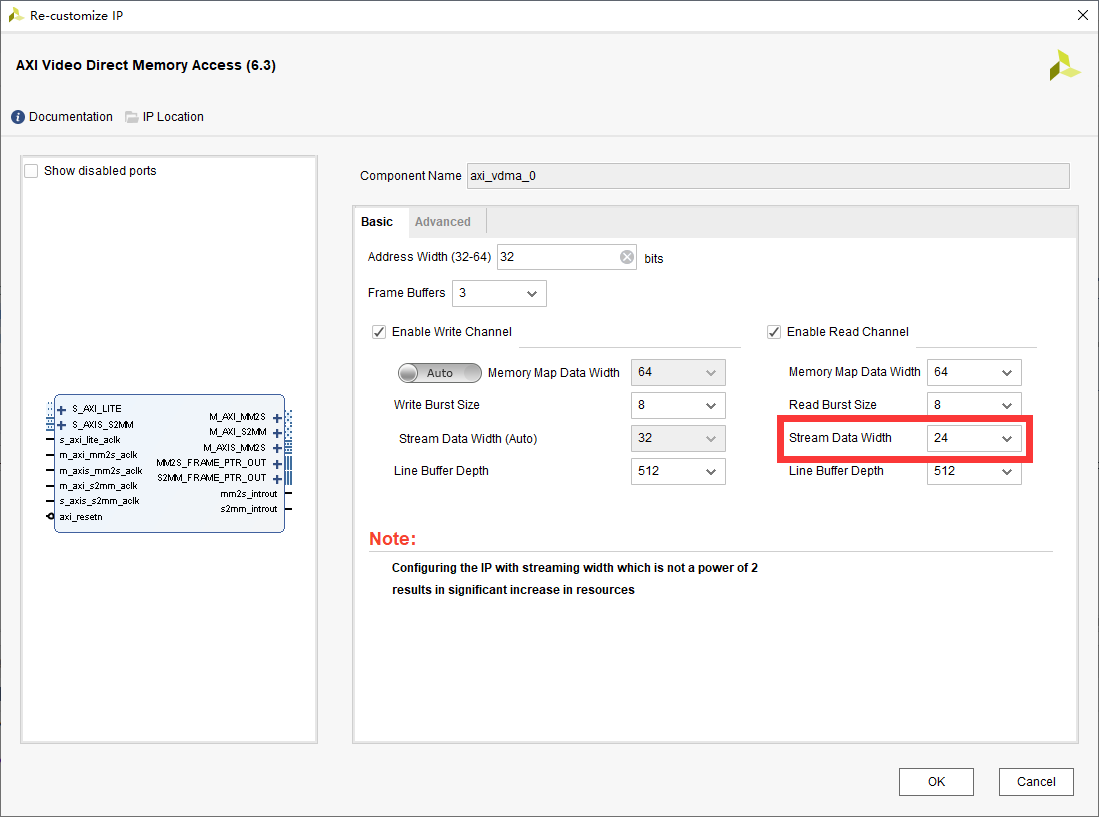 Re-customize IP
AXI Video Direct Memory Access (6.3)
Documentation IP Location
Show disabled ports
S_AXI_LITE
S_AXIS_S2MM
s_axi_lite_aclk
m_axi_mm2s_aclk
m_axis_mm2s_aclk
m_axi_s2mm_aclk
s_axis_s2mm_aclk
axi_resetn
M_AXI_MM2S
M_AXI_S2MM
M_AXIS_MM2S
MM2S_FRAME_PTR_OUT
S2MM_FRAME_PTR_OUT
mm2s_introut
s2mm_introut
Component Name axi_vdma_0
Basic Advanced
Address Width (32-64) 32 bits
Frame Buffers 3
Enable Write Channel
Auto Memory Map Data Width 64
Write Burst Size 8
Stream Data Width (Auto) 32
Line Buffer Depth 512
Enable Read Channel
Memory Map Data Width 64
Read Burst Size 8
Stream Data Width 24
Line Buffer Depth 512
Note:
Configuring the IP with streaming width which is not a power of 2
results in significant increase in resources
OK Cancel